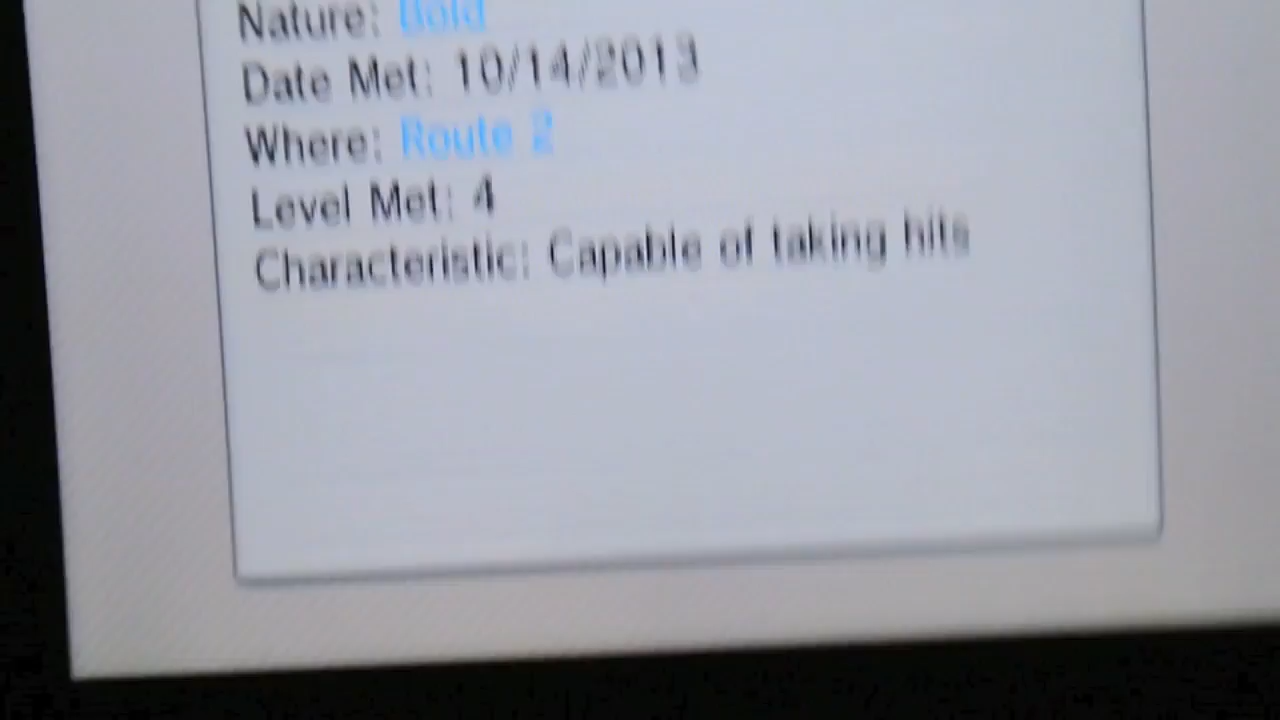 Nature: Bold
Date Met: 10/14/2013
Where: Route 2
Level Met: 4
Characteristic: Capable of taking hits